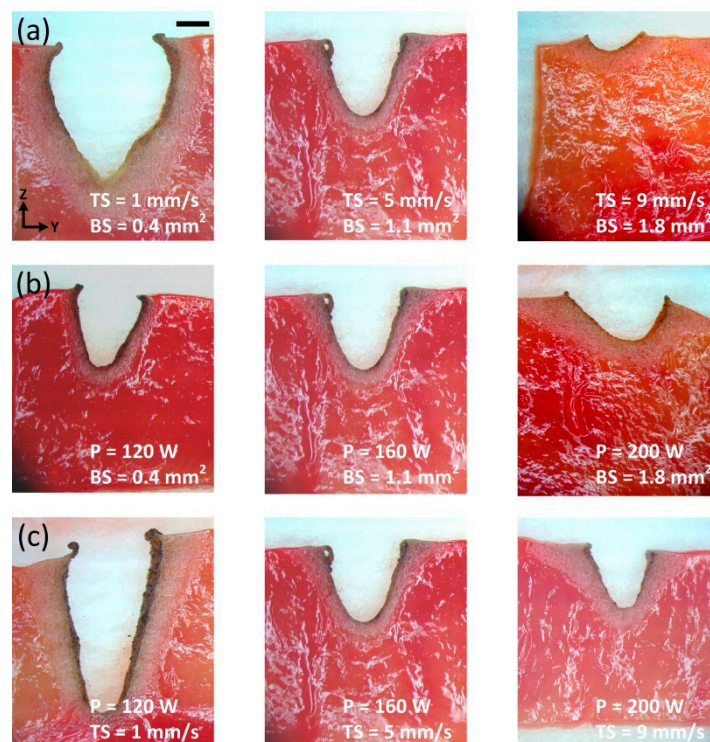 (a)
Z
Y
TS = 1 mm/s
BS = 0.4 mm²
TS = 5 mm/s
BS = 1.1 mm²
TS = 9 mm/s
BS = 1.8 mm²
(b)
P = 120 W
BS = 0.4 mm²
P = 160 W
BS = 1.1 mm²
P = 200 W
BS = 1.8 mm²
(c)
P = 120 W
TS = 1 mm/s
P = 160 W
TS = 5 mm/s
P = 200 W
TS = 9 mm/s